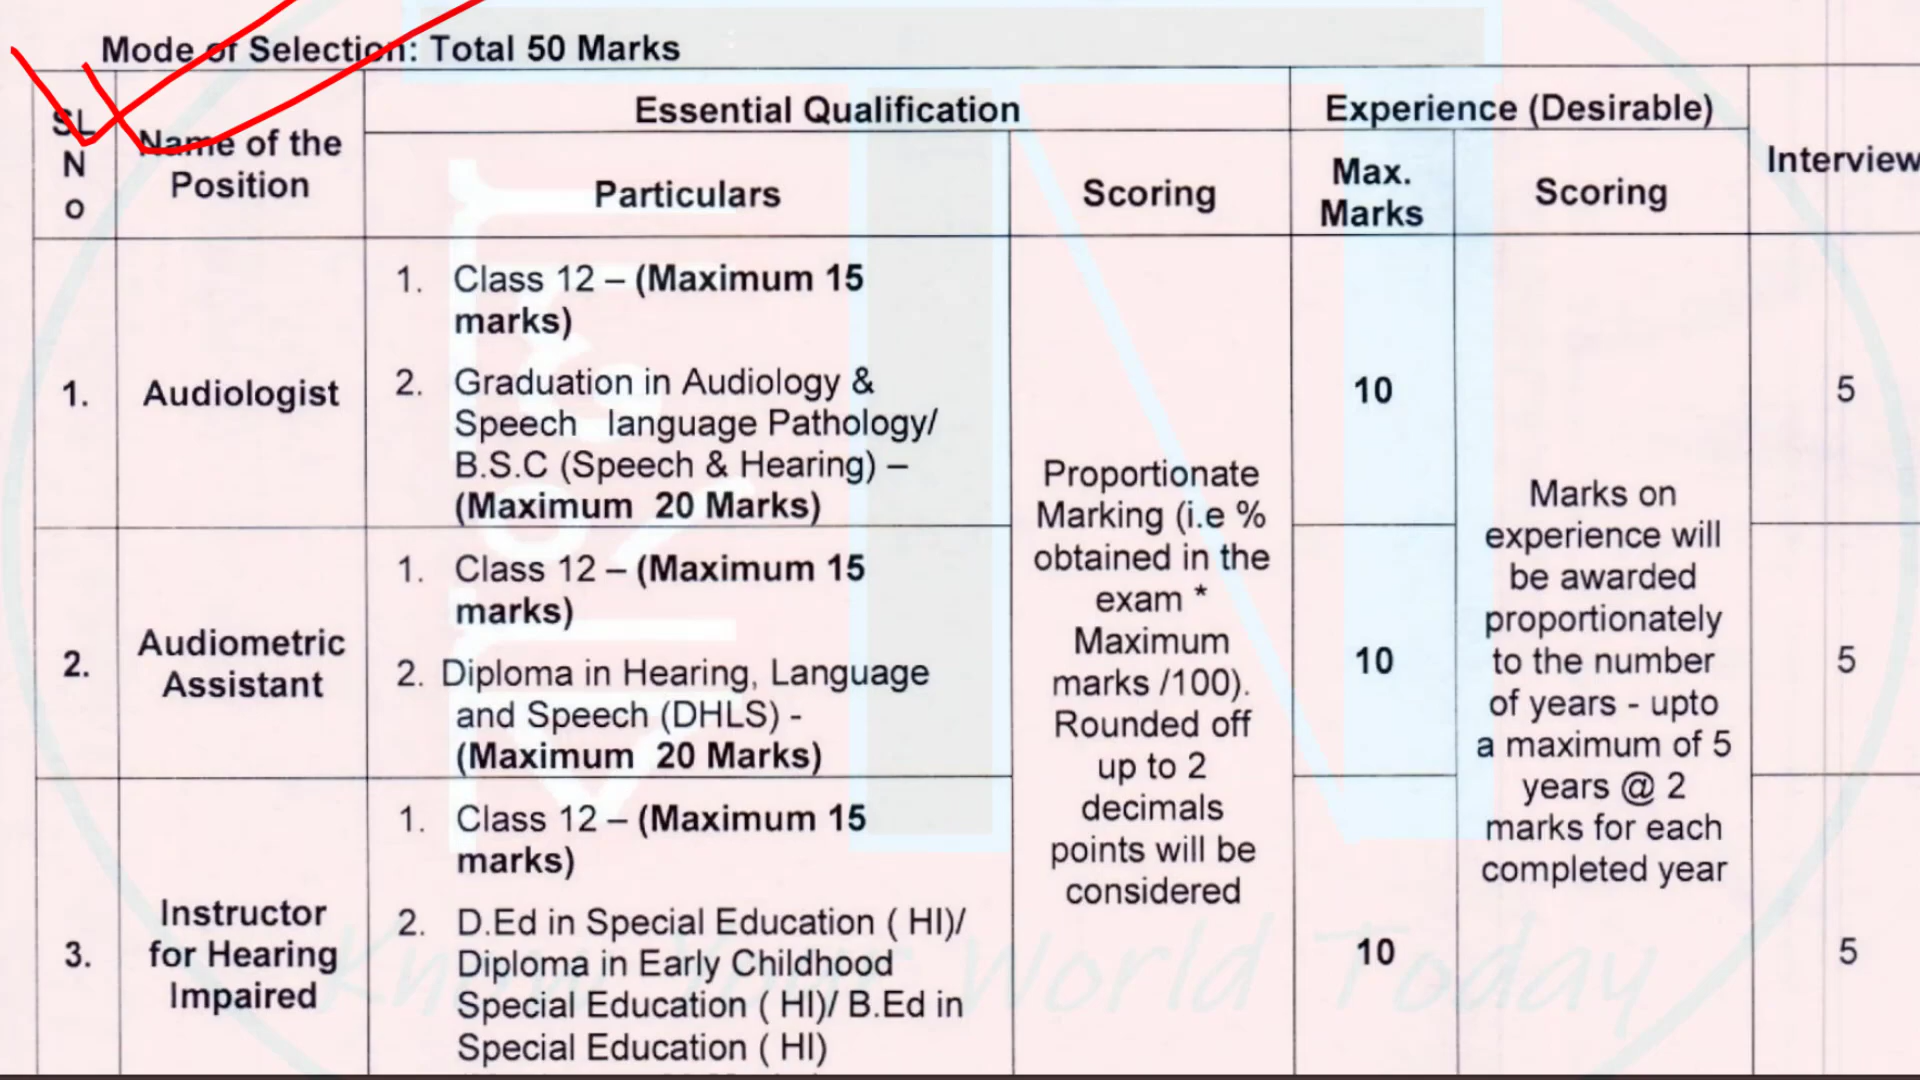 Mode of Selection: Total 50 Marks
SL
N
o
Name of the
Position
Essential Qualification
Particulars
Scoring
Experience (Desirable)
Max.
Marks
Scoring
Interview
1.
Audiologist
1. Class 12 – (Maximum 15
marks)
2. Graduation in Audiology &
Speech language Pathology/
B.S.C (Speech & Hearing) –
(Maximum 20 Marks)
10
5
2.
Audiometric
Assistant
1. Class 12 – (Maximum 15
marks)
2. Diploma in Hearing, Language
and Speech (DHLS) -
(Maximum 20 Marks)
10
5
3.
Instructor
for Hearing
Impaired
1. Class 12 – (Maximum 15
marks)
2. D.Ed in Special Education ( HI)/
Diploma in Early Childhood
Special Education ( HI)/ B.Ed in
Special Education ( HI)
10
5
Proportionate
Marking (i.e %
obtained in the
exam *
Maximum
marks /100).
Rounded off
up to 2
decimals
points will be
considered
Marks on
experience will
be awarded
proportionately
to the number
of years - upto
a maximum of 5
years @ 2
marks for each
completed year
Know Your World Today